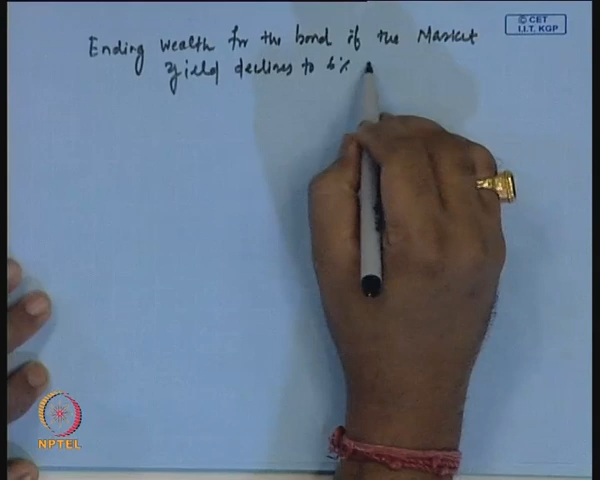 Ending Wealth for the bond if the Market
yield declines to 6%
© CET
I.I.T. KGP
NPTEL